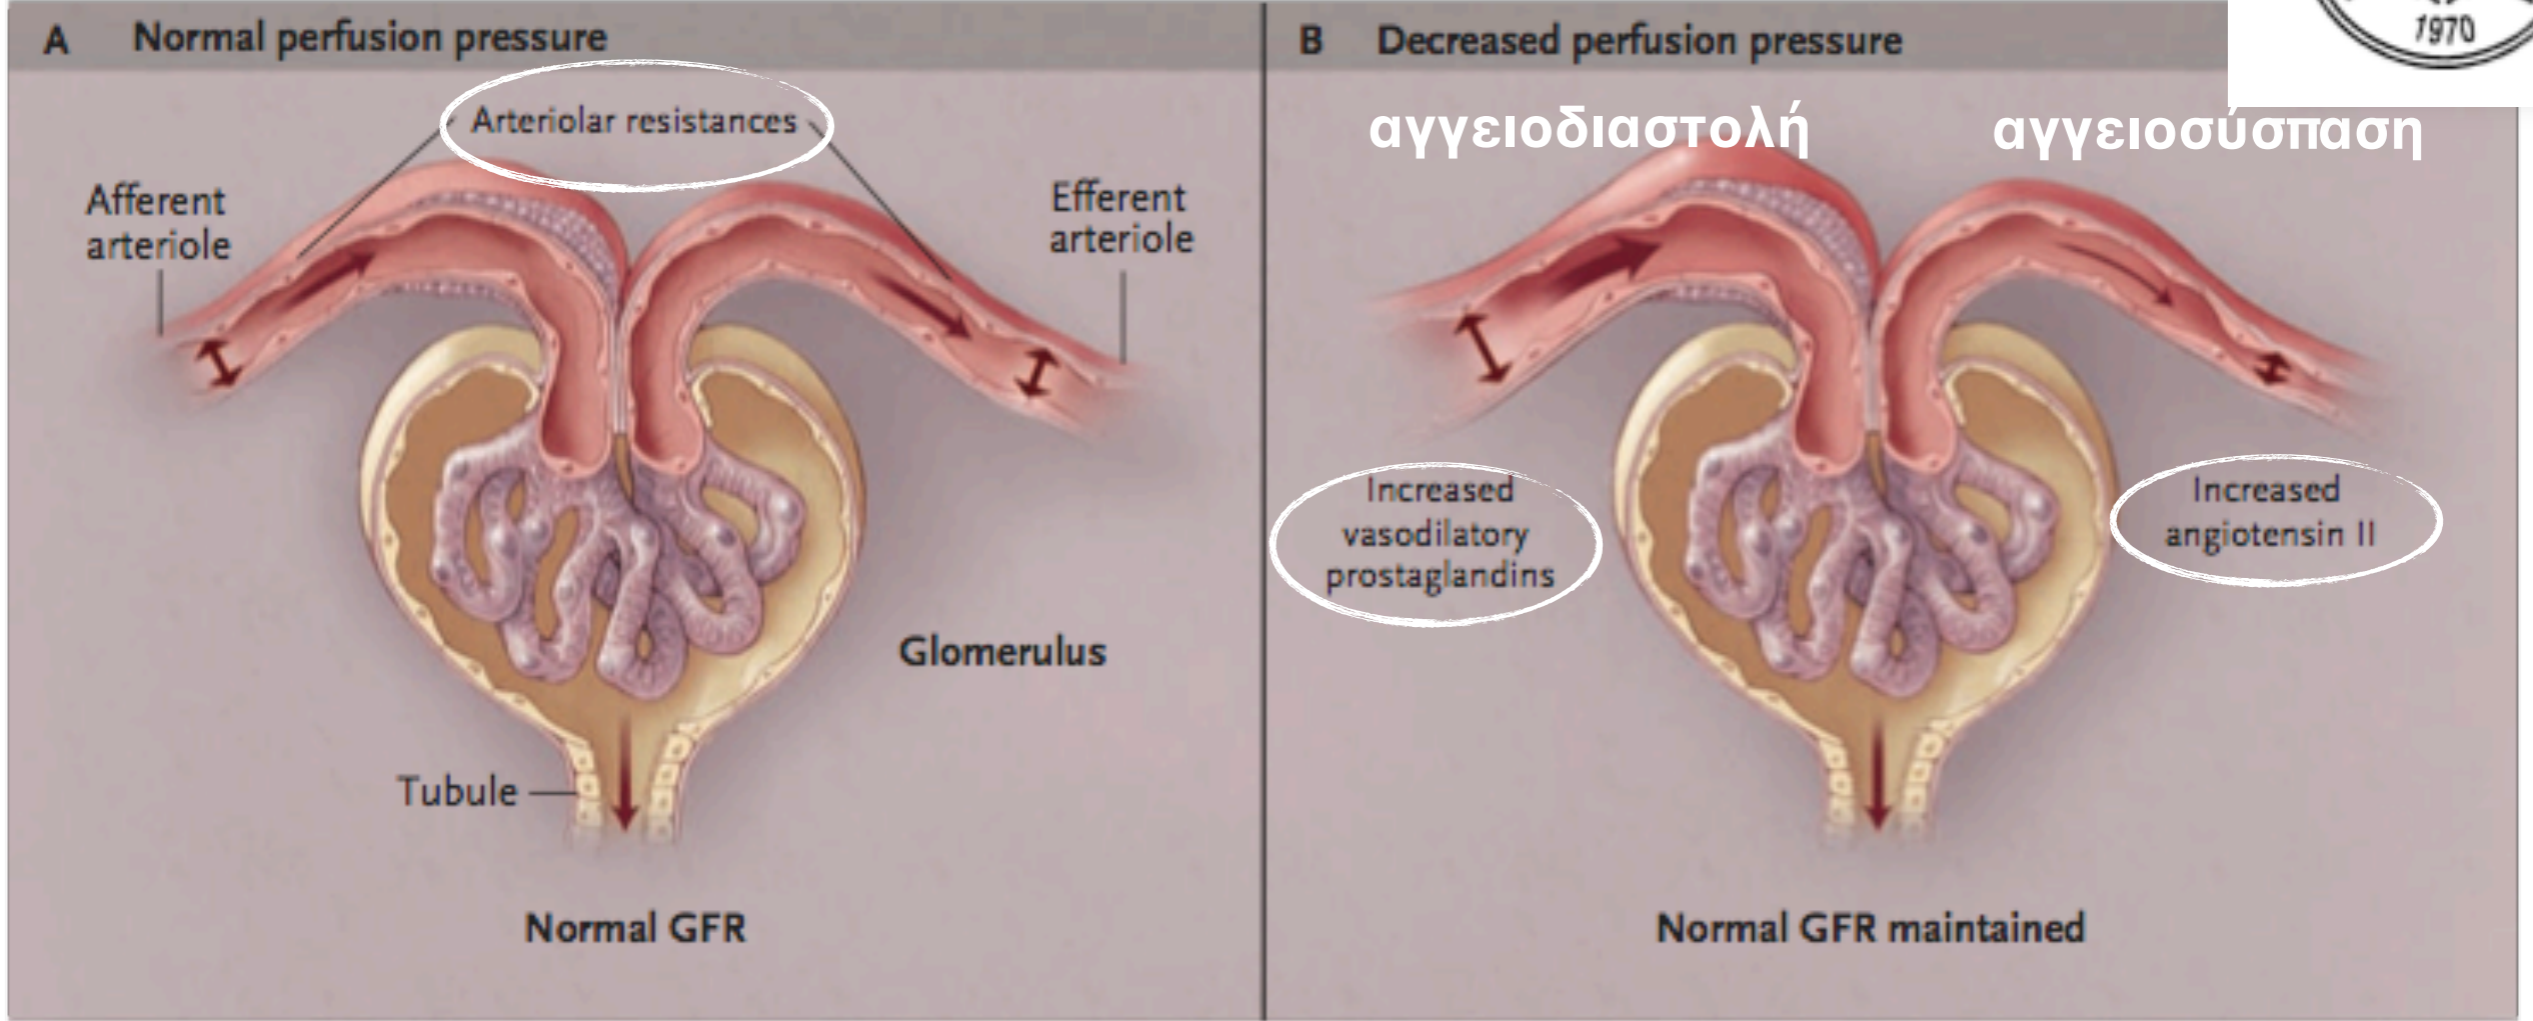 A Normal perfusion pressure
Arteriolar resistances
Afferent
arteriole
Efferent
arteriole
Glomerulus
Tubule
Normal GFR
B Decreased perfusion pressure
1970
αγγειοδιαστολή αγγειοσύσπαση
Increased
vasodilatory
prostaglandins
Increased
angiotensin II
Normal GFR maintained